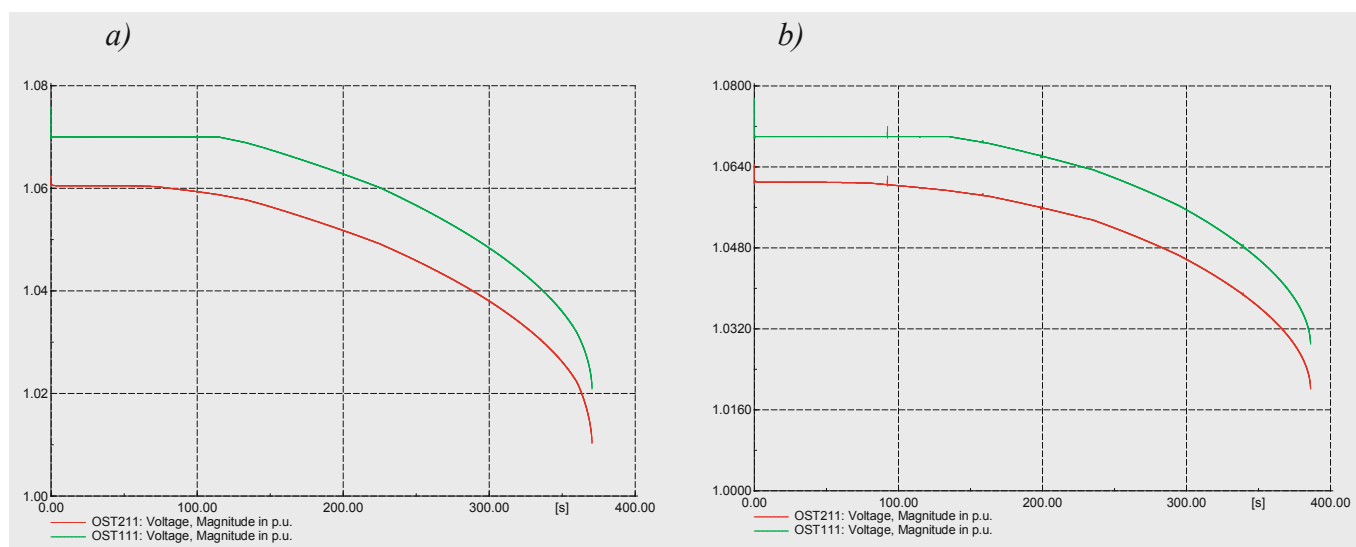 a)
1.08
1.06
1.04
1.02
1.00
0.00 100.00 200.00 300.00 [s] 400.00
OST211: Voltage, Magnitude in p.u.
OST111: Voltage, Magnitude in p.u.
b)
1.0800
1.0640
1.0480
1.0320
1.0160
1.0000
0.00 100.00 200.00 300.00 [s] 400.00
OST211: Voltage, Magnitude in p.u.
OST111: Voltage, Magnitude in p.u.